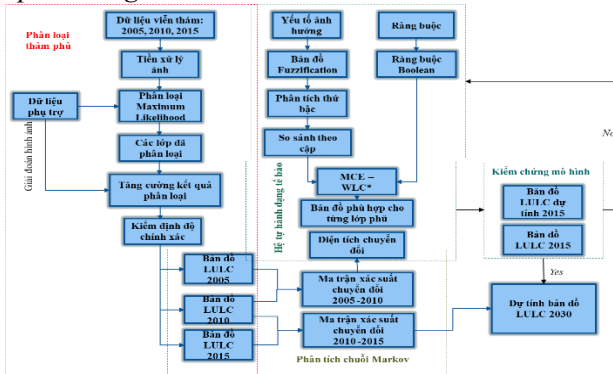 Phân loại
thảm phủ
Dữ liệu viễn thám:
2005, 2010, 2015
Tiền xử lý
ảnh
Dữ liệu
phụ trợ
Phân loại
Maximum
Likelihood
Các lớp đã
phân loại
Tăng cường kết quả
phân loại
Kiểm định độ
chính xác
Giải đoán hình ảnh
Bản đồ
LULC
2005
Bản đồ
LULC
2010
Bản đồ
LULC
2015
Yếu tố ảnh
hưởng
Bản đồ
Fuzzification
Phân tích thứ
bậc
So sánh theo
cặp
Ràng buộc
Ràng buộc
Boolean
MCE –
WLC*
Bản đồ phù hợp cho
từng lớp phủ
Diện tích chuyển
đổi
Hệ tự hành dạng tế bào
Ma trận xác suất
chuyển đổi
2005 -2010
Ma trận xác suất
chuyển đổi
2010 -2015
Phân tích chuỗi Markov
Kiểm chứng mô hình
Bản đồ
LULC dự
tính 2015
Bản đồ
LULC 2015
Yes
Dự tính bản đồ
LULC 2030